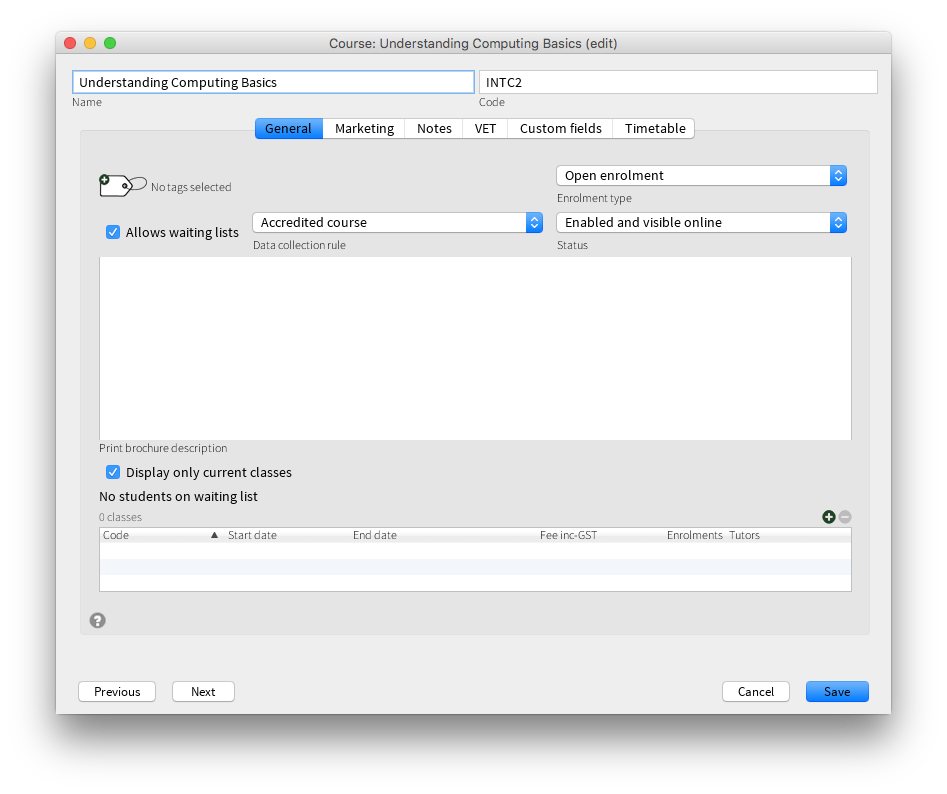 Course: Understanding Computing Basics (edit)
Understanding Computing Basics INTC2
Name Code
General Marketing Notes VET Custom fields Timetable
No tags selected Open enrolment
Enrolment type
Allows waiting lists Accredited course Enabled and visible online
Data collection rule Status
Print brochure description
Display only current classes
No students on waiting list
0 classes
Code Start date End date Fee inc-GST Enrolments Tutors
?
Previous Next Cancel Save